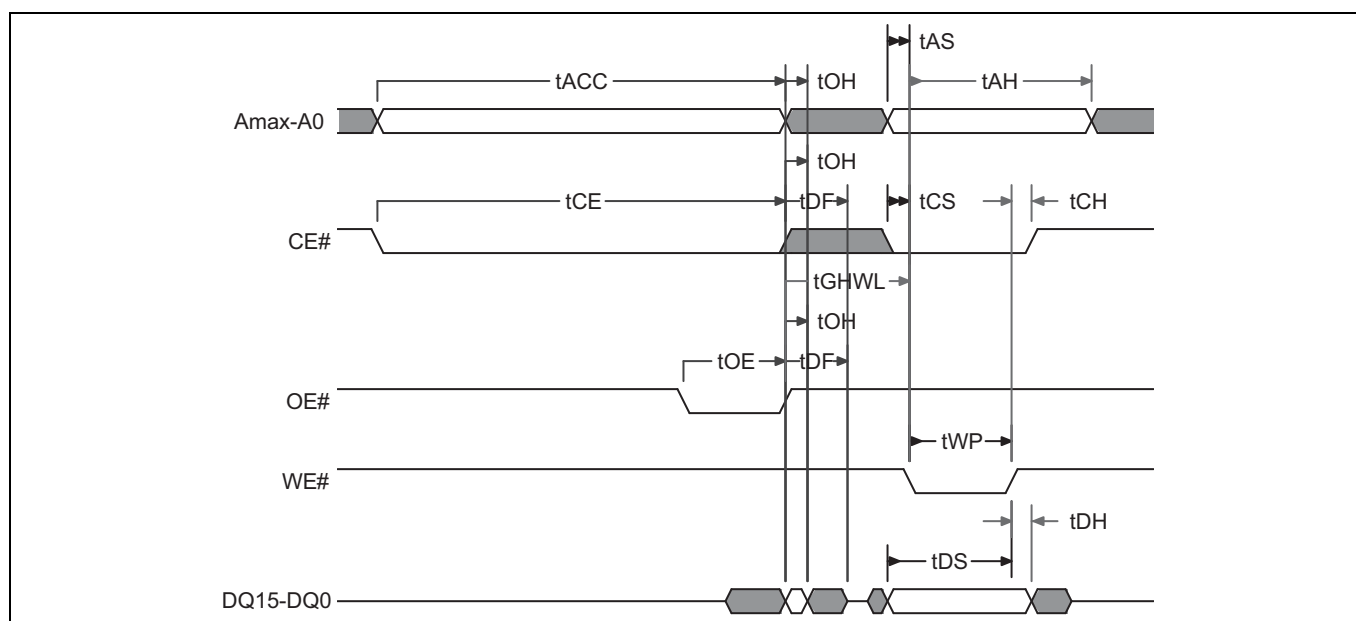 tAS
tACC tOH tAH
Amax-A0
tOH
tCE tDF tCS tCH
CE#
tGHWL
tOH
tOE tDF
OE#
tWP
WE#
tDH
tDS
DQ15-DQ0